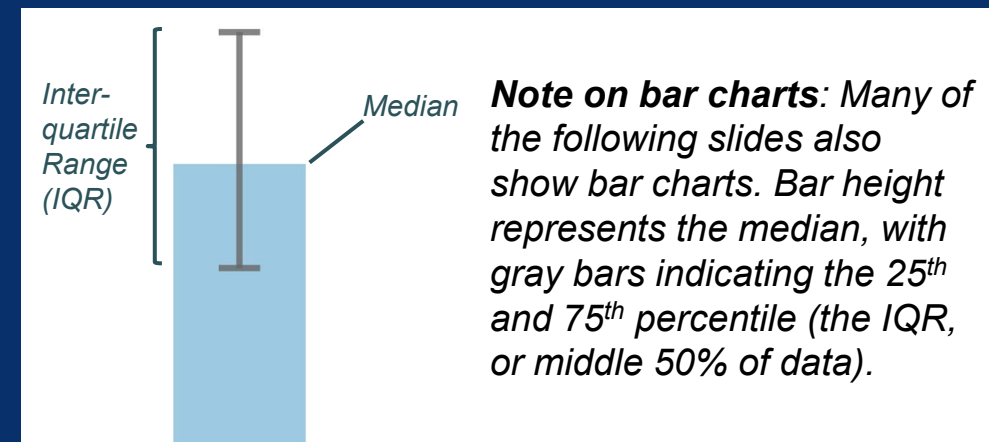 Inter-
quartile
Range
(IQR)
Median
Note on bar charts: Many of
the following slides also
show bar charts. Bar height
represents the median, with
gray bars indicating the 25th
and 75th percentile (the IQR,
or middle 50% of data).